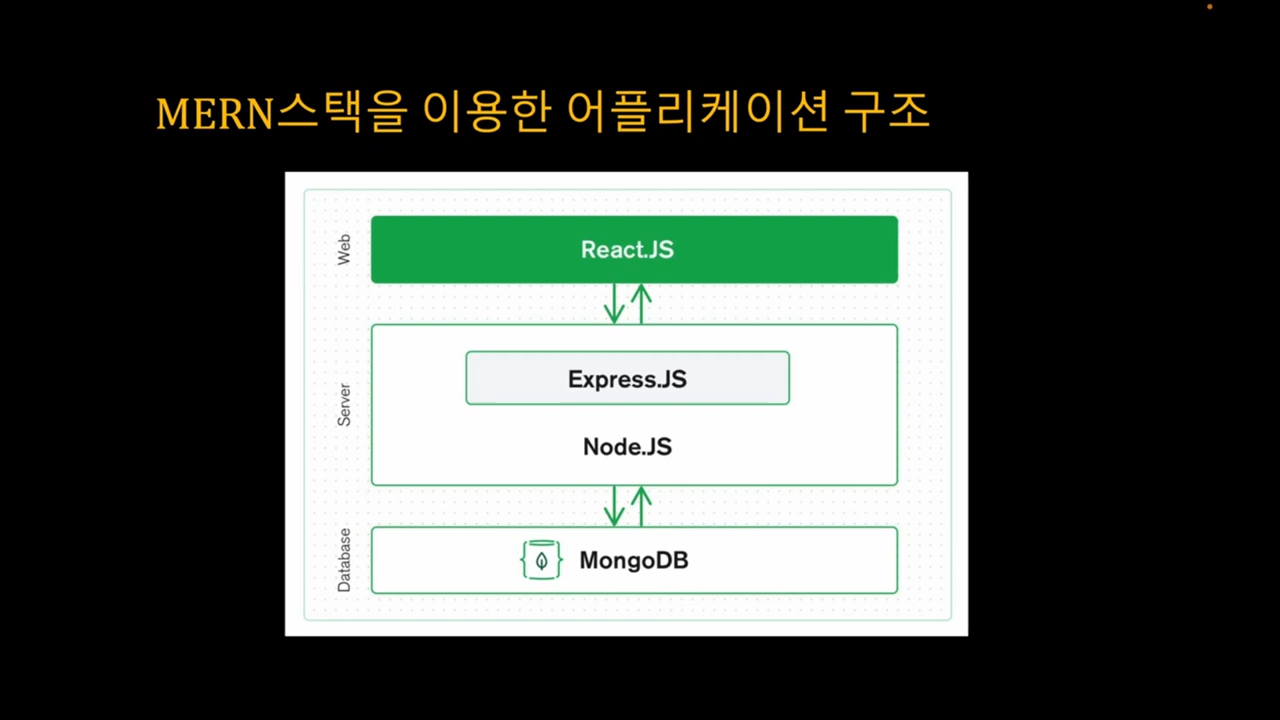 MERN스택을 이용한 어플리케이션 구조
Web
React.JS
Server
Express.JS
Node.JS
Database
MongoDB